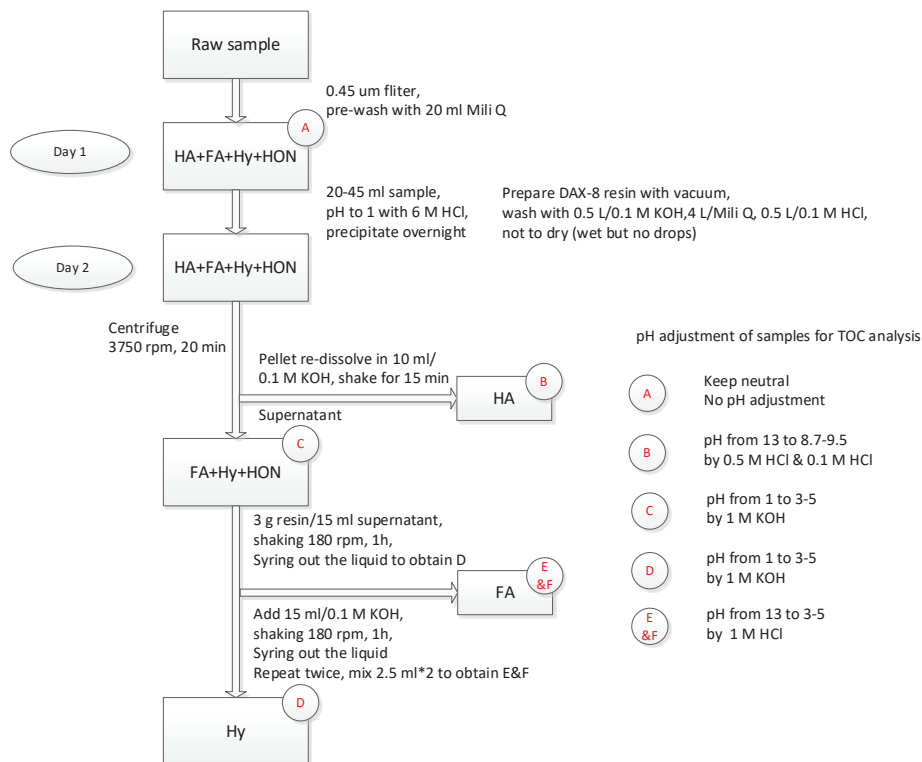 Raw sample
0.45 um fliter,
pre-wash with 20 ml Mili Q
A
Day 1
HA+FA+Hy+HON
20-45 ml sample,
pH to 1 with 6 M HCl,
precipitate overnight
Prepare DAX-8 resin with vacuum,
wash with 0.5 L/0.1 M KOH,4 L/Mili Q, 0.5 L/0.1 M HCl,
not to dry (wet but no drops)
Day 2
HA+FA+Hy+HON
Centrifuge
3750 rpm, 20 min
Pellet re-dissolve in 10 ml/
0.1 M KOH, shake for 15 min
B
HA
Supernatant
C
FA+Hy+HON
3 g resin/15 ml supernatant,
shaking 180 rpm, 1h,
Syring out the liquid to obtain D
E
&F
FA
Add 15 ml/0.1 M KOH,
shaking 180 rpm, 1h,
Syring out the liquid
Repeat twice, mix 2.5 ml*2 to obtain E&F
D
Hy
pH adjustment of samples for TOC analysis
A
Keep neutral
No pH adjustment
B
pH from 13 to 8.7-9.5
by 0.5 M HCl & 0.1 M HCl
C
pH from 1 to 3-5
by 1 M KOH
D
pH from 1 to 3-5
by 1 M KOH
E
&F
pH from 13 to 3-5
by  1 M HCl